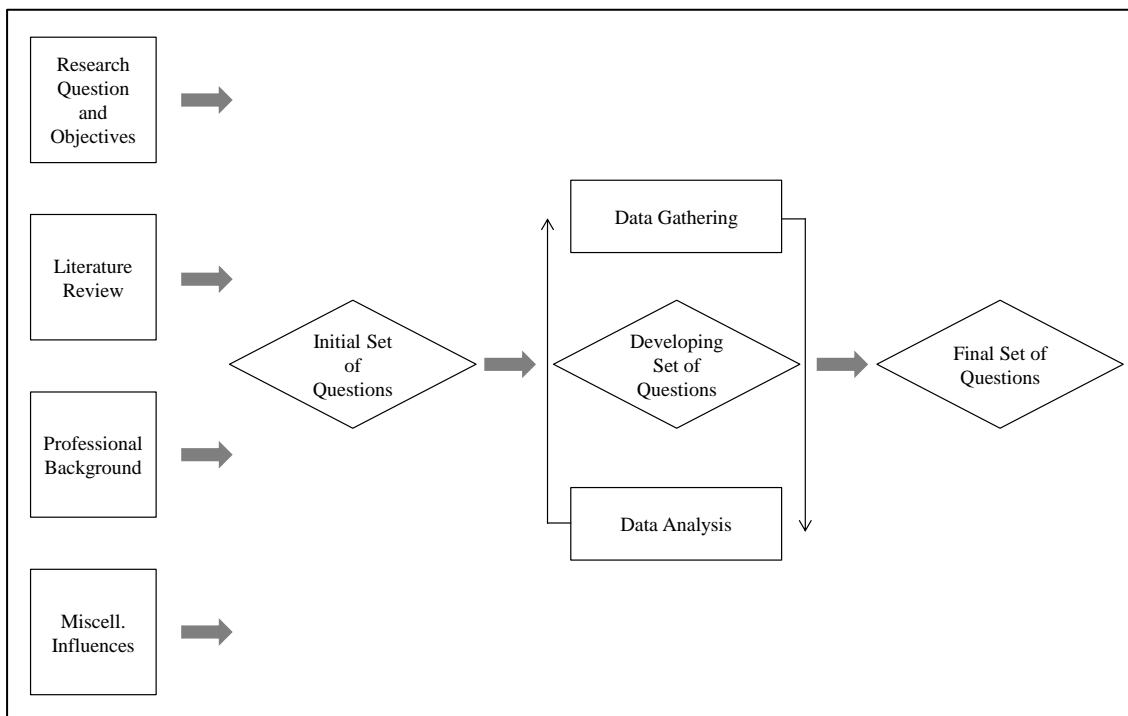 Research
Question
and
Objectives
Literature
Review
Professional
Background
Miscell.
Influences
Initial Set
of
Questions
Data Gathering
Developing
Set of
Questions
Data Analysis
Final Set of
Questions